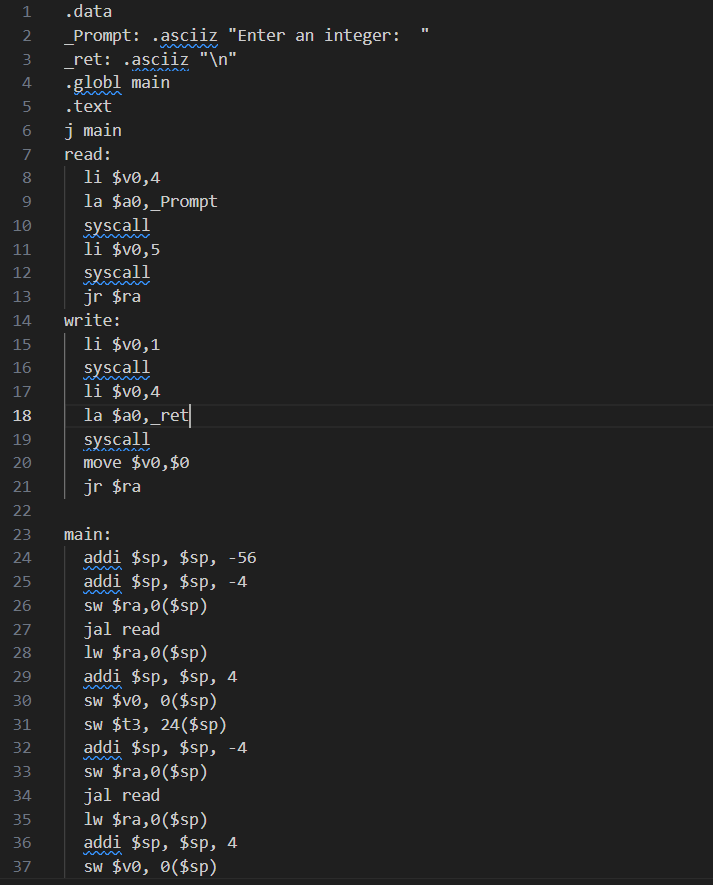 1 .data
2 _Prompt: .asciiz "Enter an integer:  "
3 _ret: .asciiz "\n"
4 .globl main
5 .text
6 j main
7 read:
8   li $v0,4
9   la $a0,_Prompt
10   syscall
11   li $v0,5
12   syscall
13   jr $ra
14 write:
15   li $v0,1
16   syscall
17   li $v0,4
18   la $a0,_ret
19   syscall
20   move $v0,$0
21   jr $ra
22
23 main:
24   addi $sp, $sp, -56
25   addi $sp, $sp, -4
26   sw $ra,0($sp)
27   jal read
28   lw $ra,0($sp)
29   addi $sp, $sp, 4
30   sw $v0, 0($sp)
31   sw $t3, 24($sp)
32   addi $sp, $sp, -4
33   sw $ra,0($sp)
34   jal read
35   lw $ra,0($sp)
36   addi $sp, $sp, 4
37   sw $v0, 0($sp)